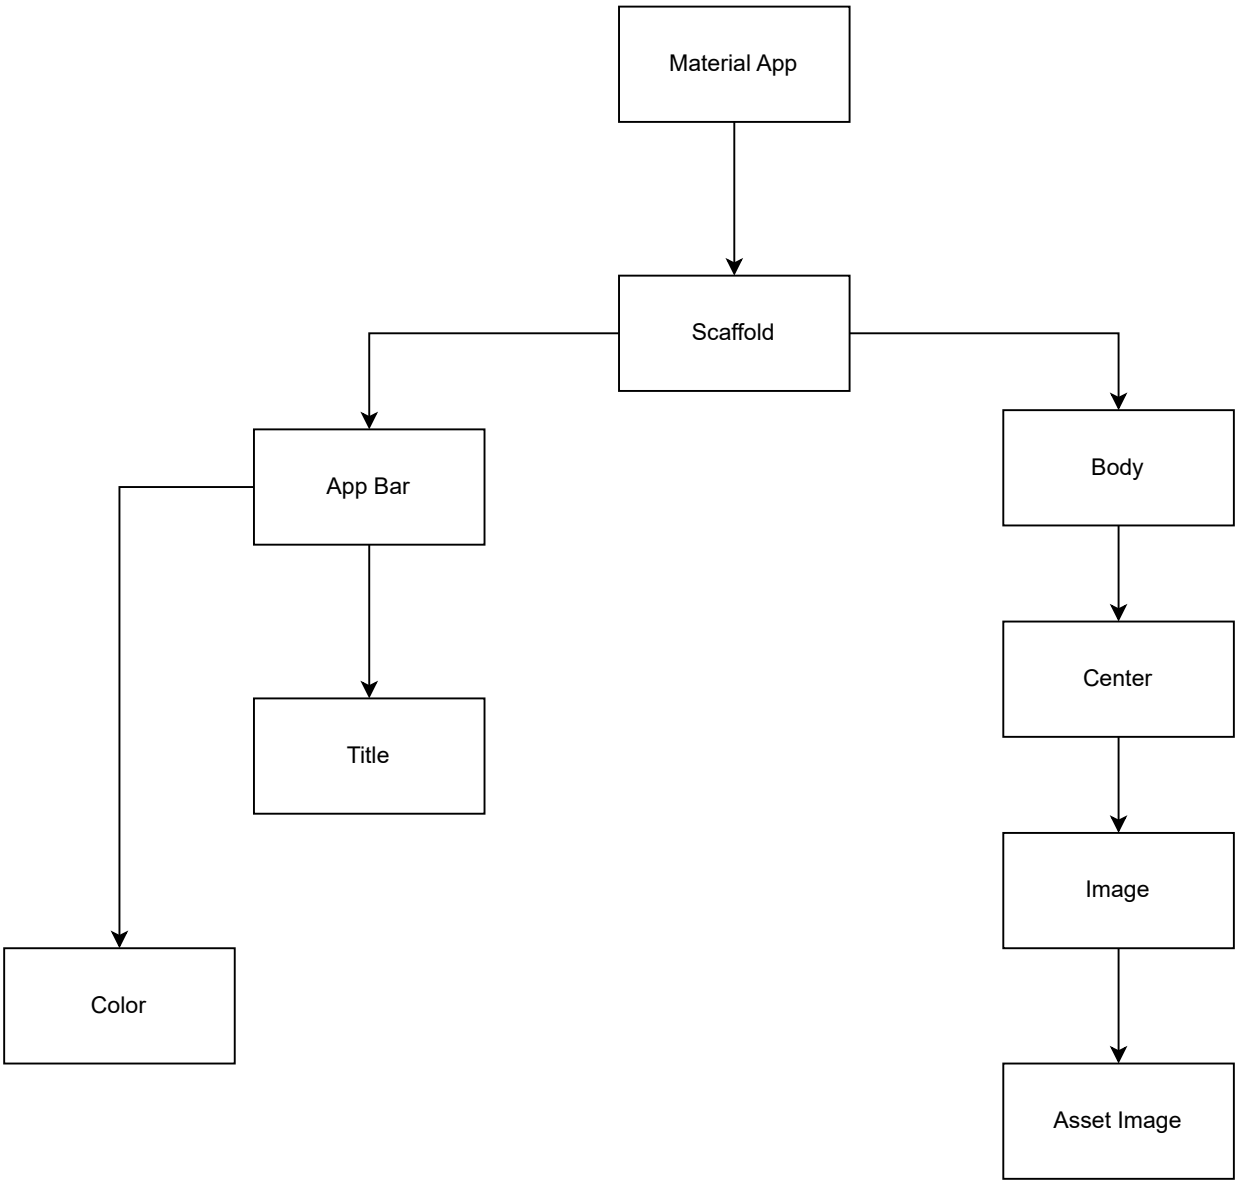 Material App
Scaffold
App Bar
Body
Title
Center
Image
Color
Asset Image